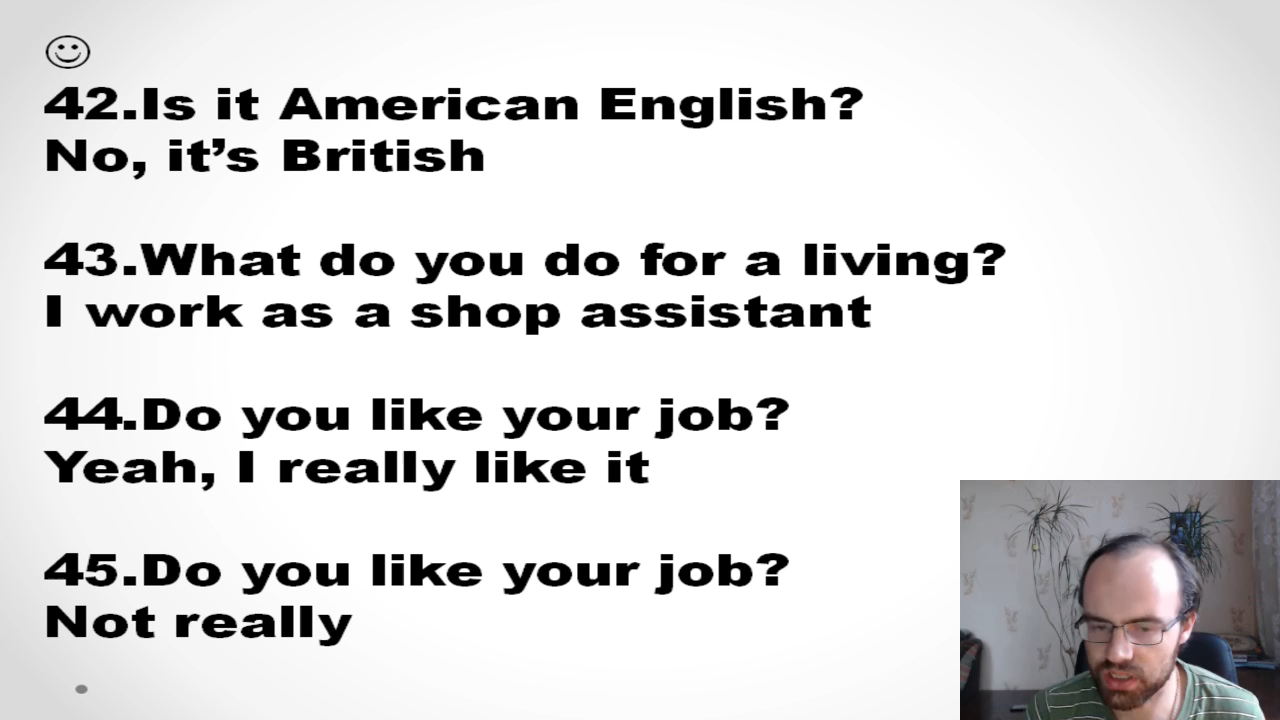 42.Is it American English?
No, it’s British
43.What do you do for a living?
I work as a shop assistant
44.Do you like your job?
Yeah, I really like it
45.Do you like your job?
Not really